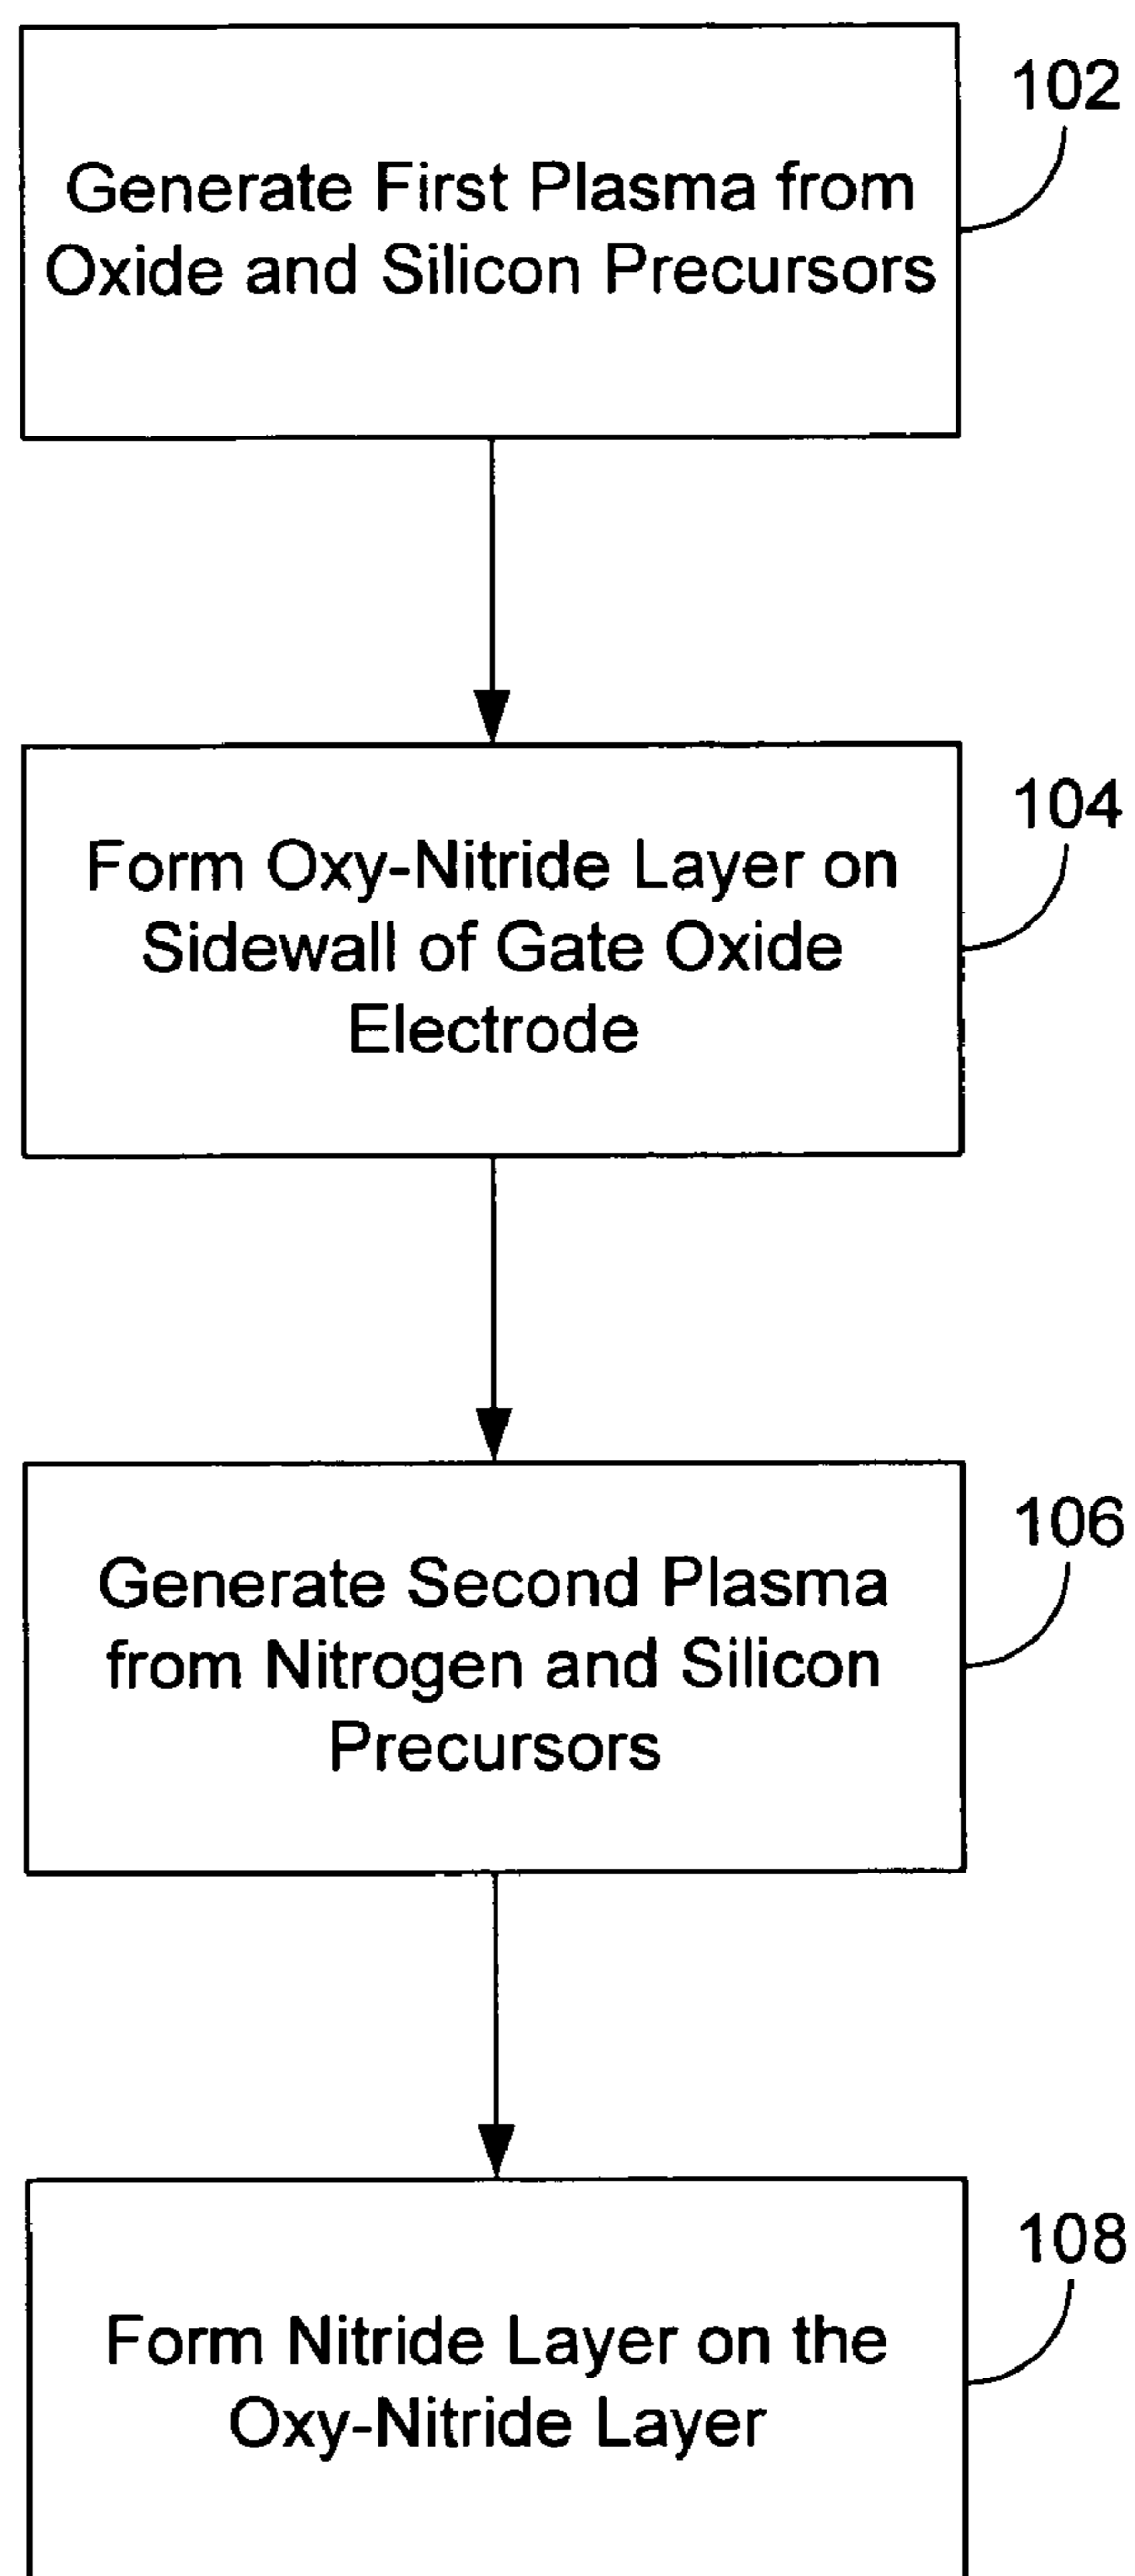 102
Generate First Plasma from
Oxide and Silicon Precursors
104
Form Oxy-Nitride Layer on
Sidewall of Gate Oxide
Electrode
106
Generate Second Plasma
from Nitrogen and Silicon
Precursors
108
Form Nitride Layer on the
Oxy-Nitride Layer